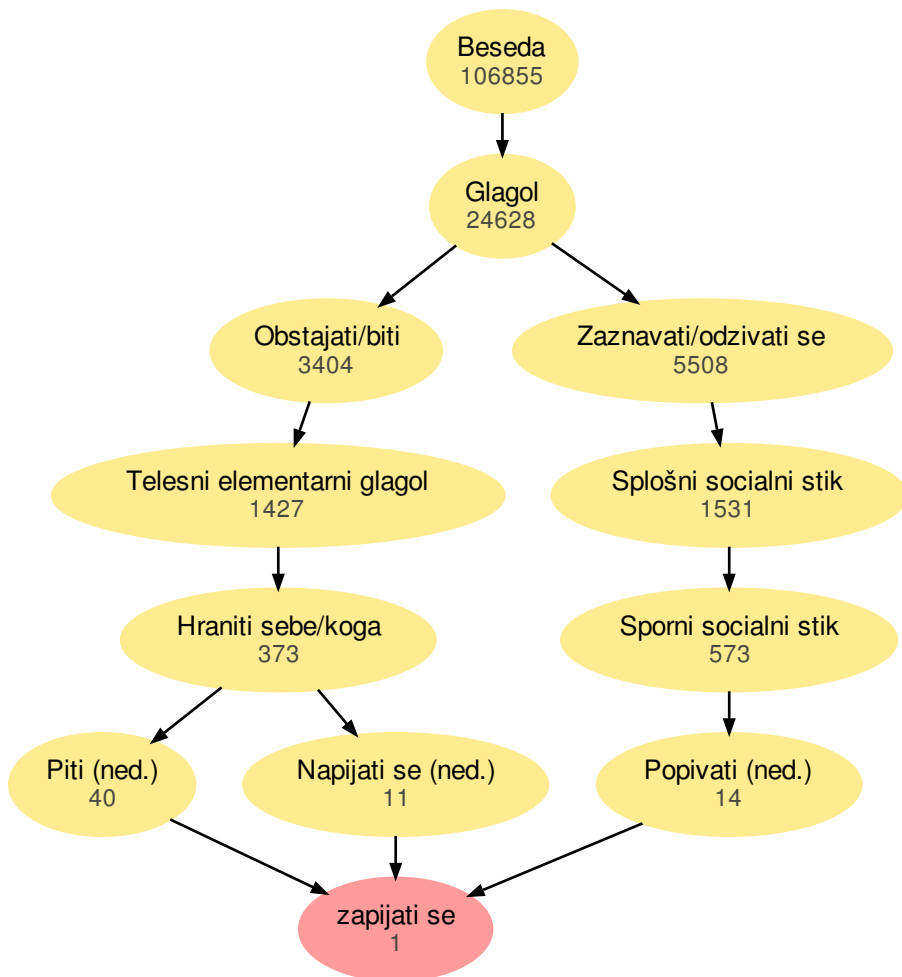 Beseda
106855
Glagol
24628
Obstajati/biti
3404
Zaznavati/odzivati se
5508
Telesni elementarni glagol
1427
Splošni socialni stik
1531
Hraniti sebe/koga
373
Sporni socialni stik
573
Piti (ned.)
40
Napijati se (ned.)
11
Popivati (ned.)
14
zapijati se
1